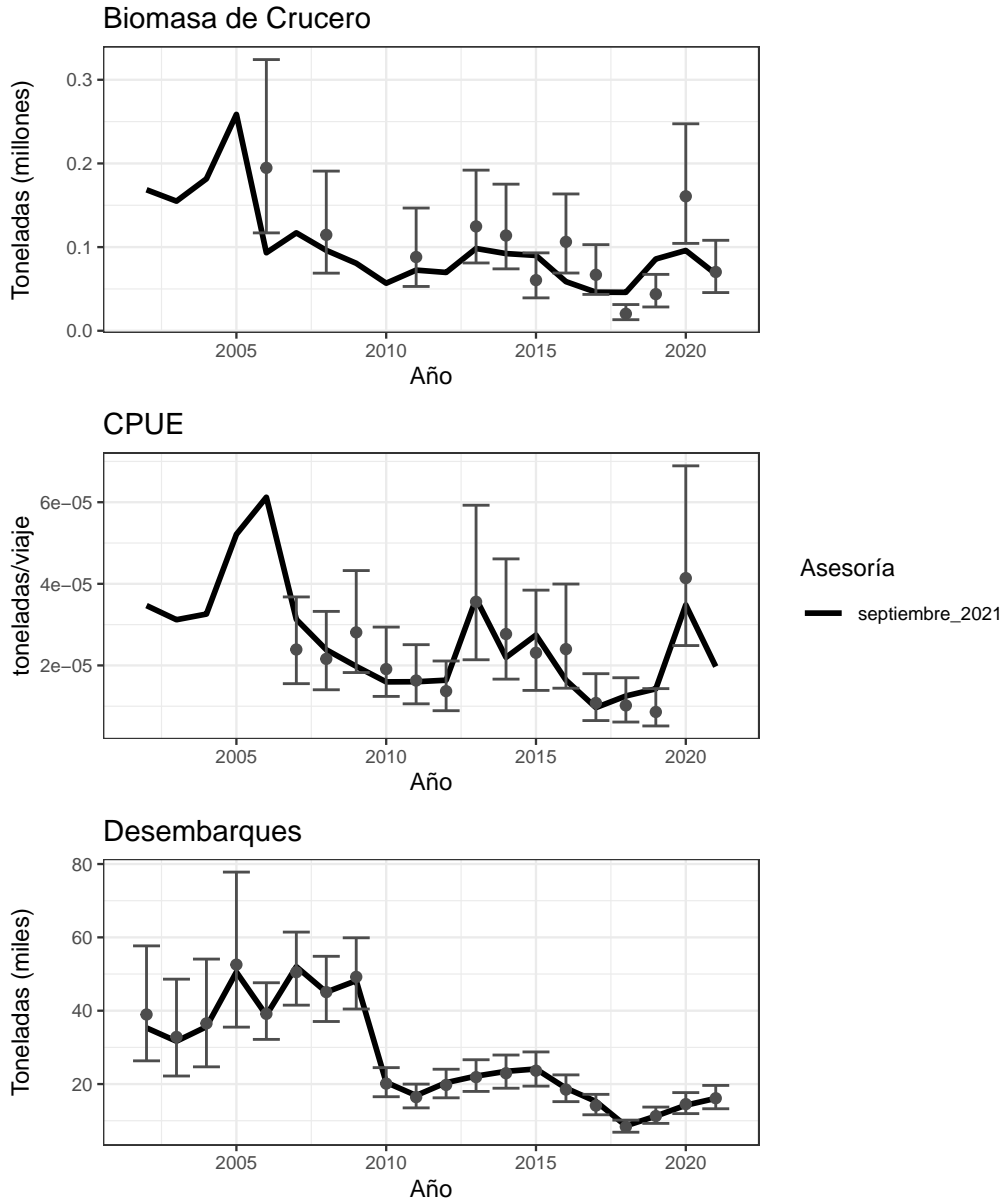 Biomasa de Crucero
Toneladas (millones)
0.3
0.2
0.1
0.0
2005 2010 2015 2020
Año
CPUE
toneladas/viaje
6e−05
4e−05
2e−05
2005 2010 2015 2020
Año
Asesoría
septiembre_2021
Desembarques
Toneladas (miles)
80
60
40
20
2005 2010 2015 2020
Año